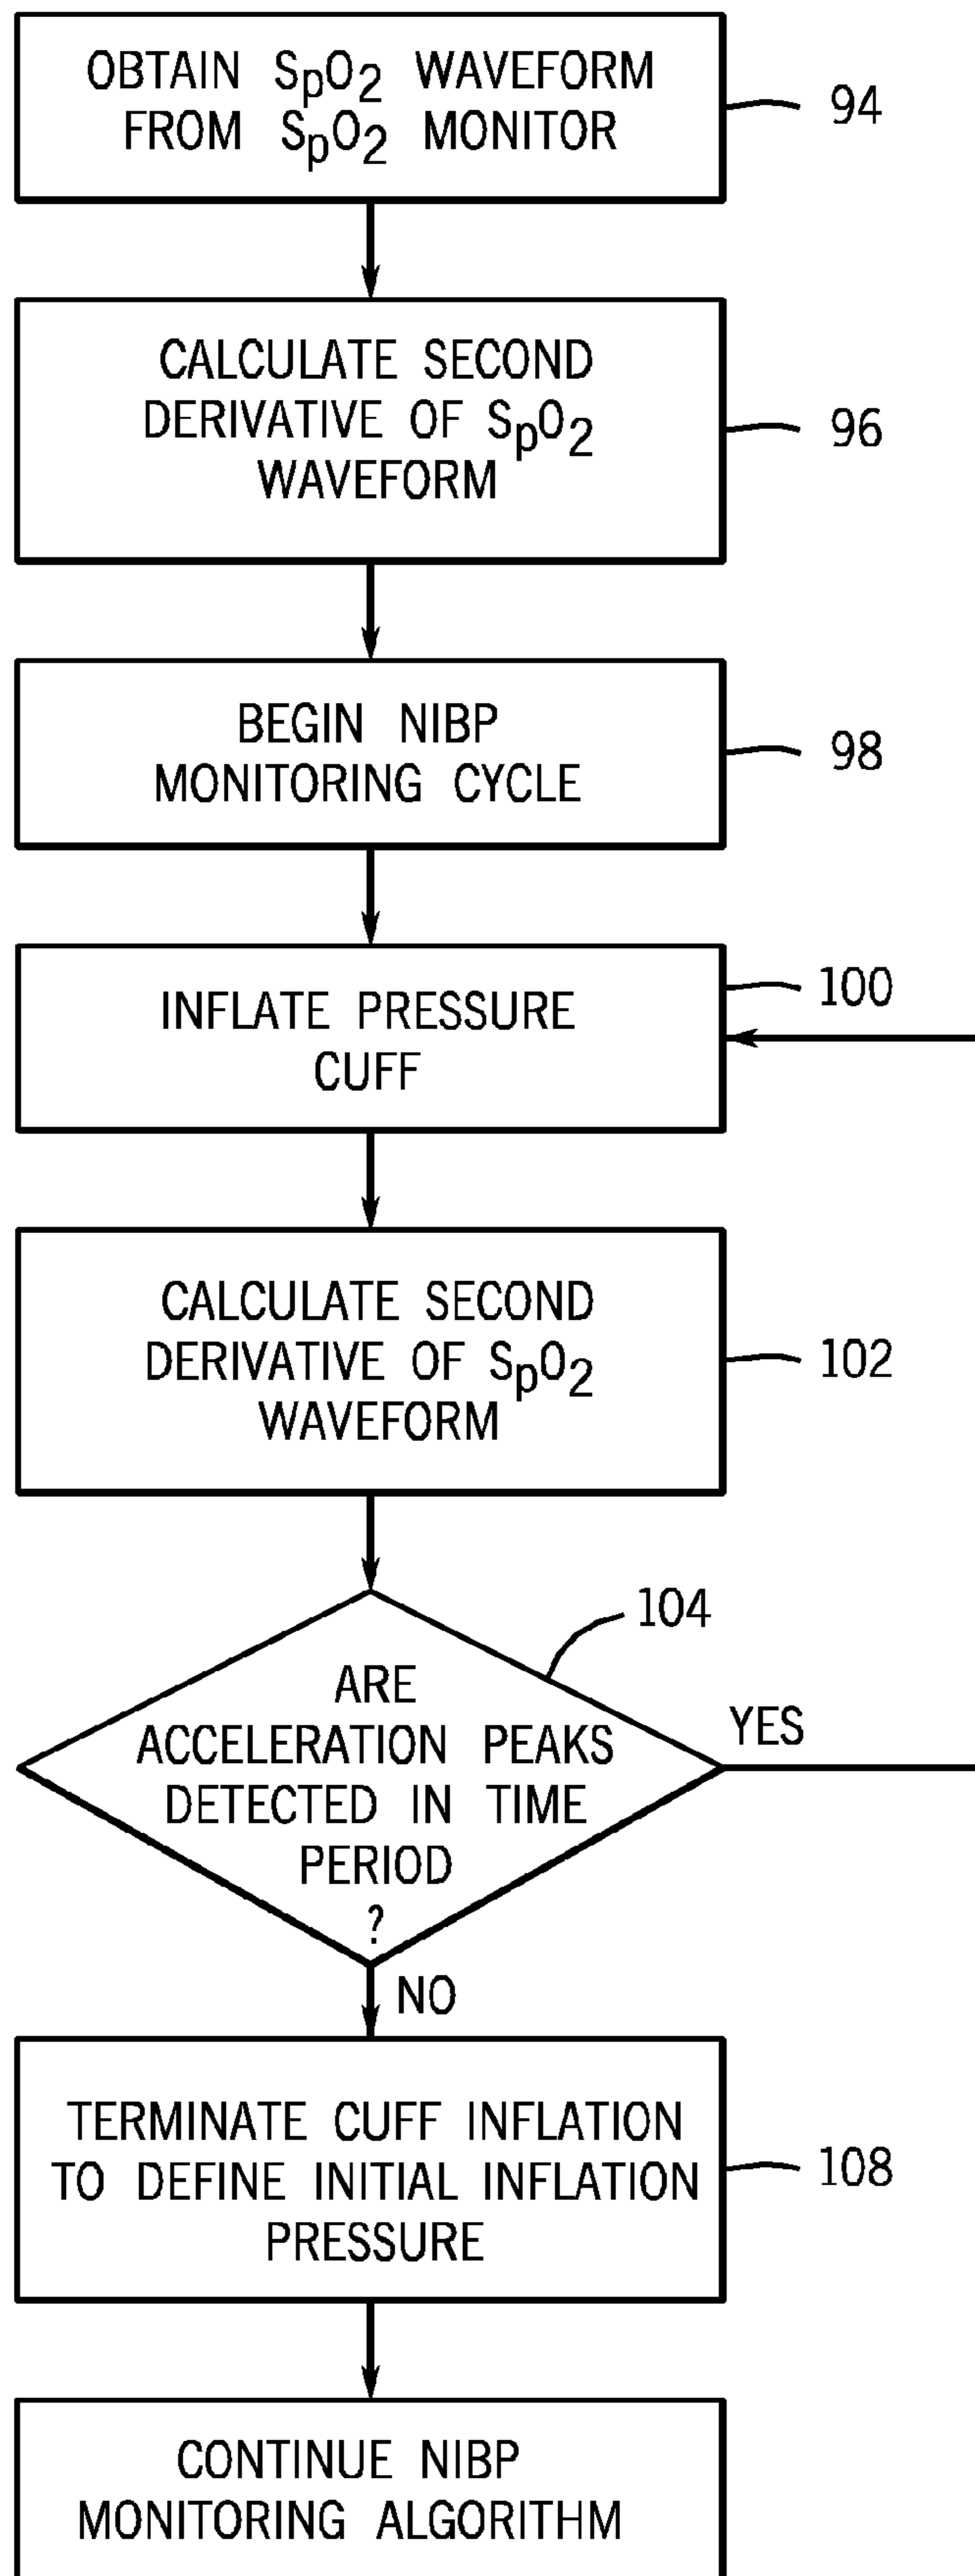 OBTAIN SpO2 WAVEFORM
FROM SpO2 MONITOR
94
CALCULATE SECOND
DERIVATIVE OF SpO2
WAVEFORM
96
BEGIN NIBP
MONITORING CYCLE
98
INFLATE PRESSURE
CUFF
100
CALCULATE SECOND
DERIVATIVE OF SpO2
WAVEFORM
102
104
ARE
ACCELERATION PEAKS
DETECTED IN TIME
PERIOD
?
YES
NO
TERMINATE CUFF INFLATION
TO DEFINE INITIAL INFLATION
PRESSURE
108
CONTINUE NIBP
MONITORING ALGORITHM